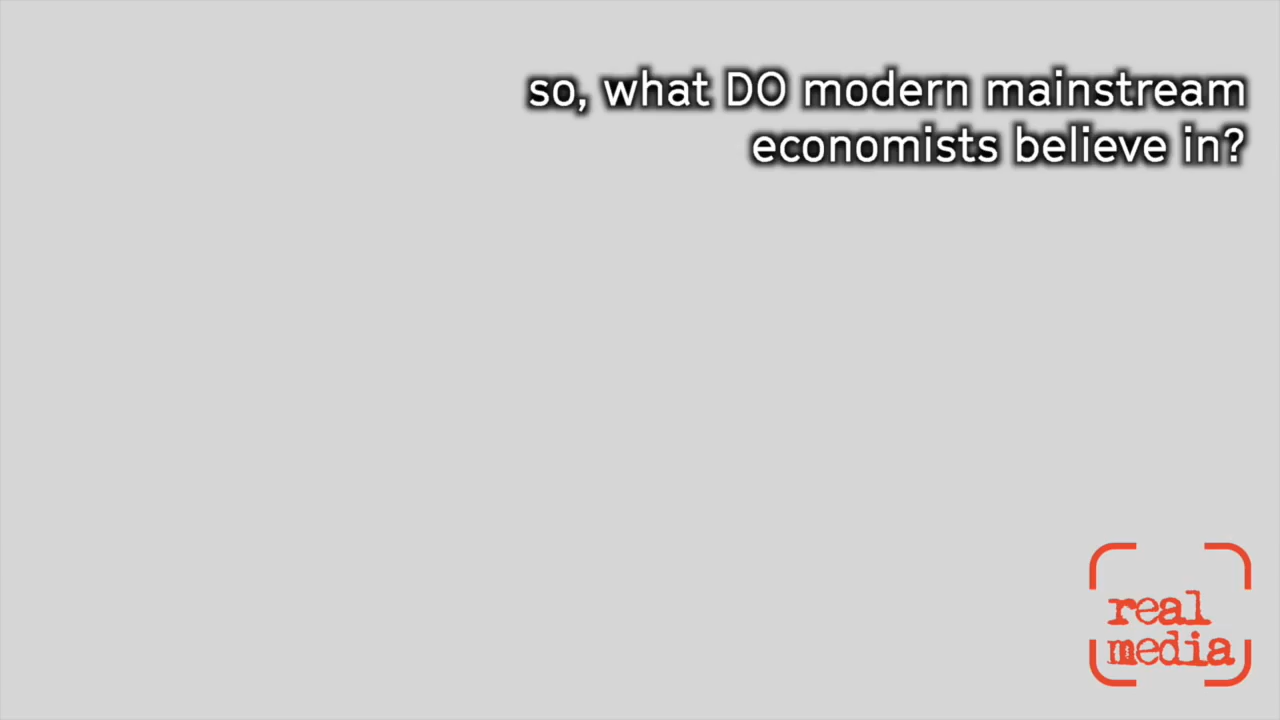 so, what DO modern mainstream
economists believe in?
real
media